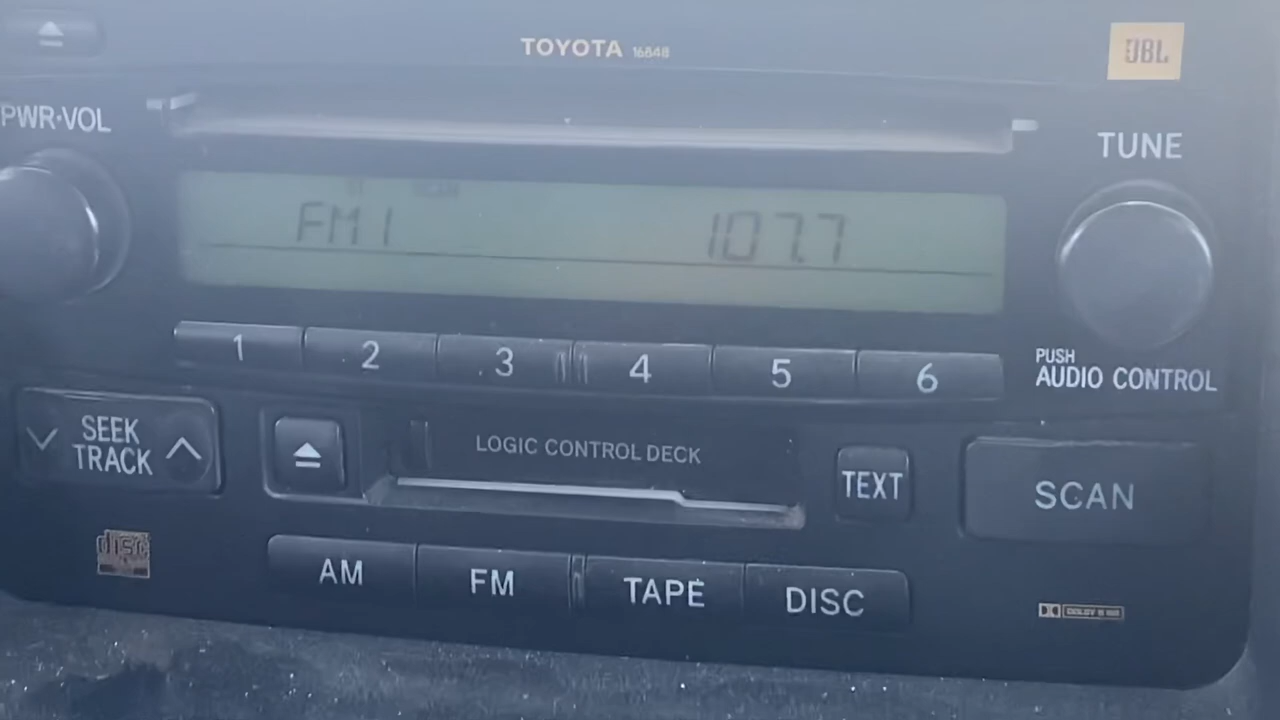 TOYOTA 16848
JBL
PWR·VOL
TUNE
FM1 107.7
1 2 3 4 5 6
PUSH
AUDIO CONTROL
SEEK
TRACK
LOGIC CONTROL DECK
TEXT
SCAN
disc
AM FM TAPE DISC